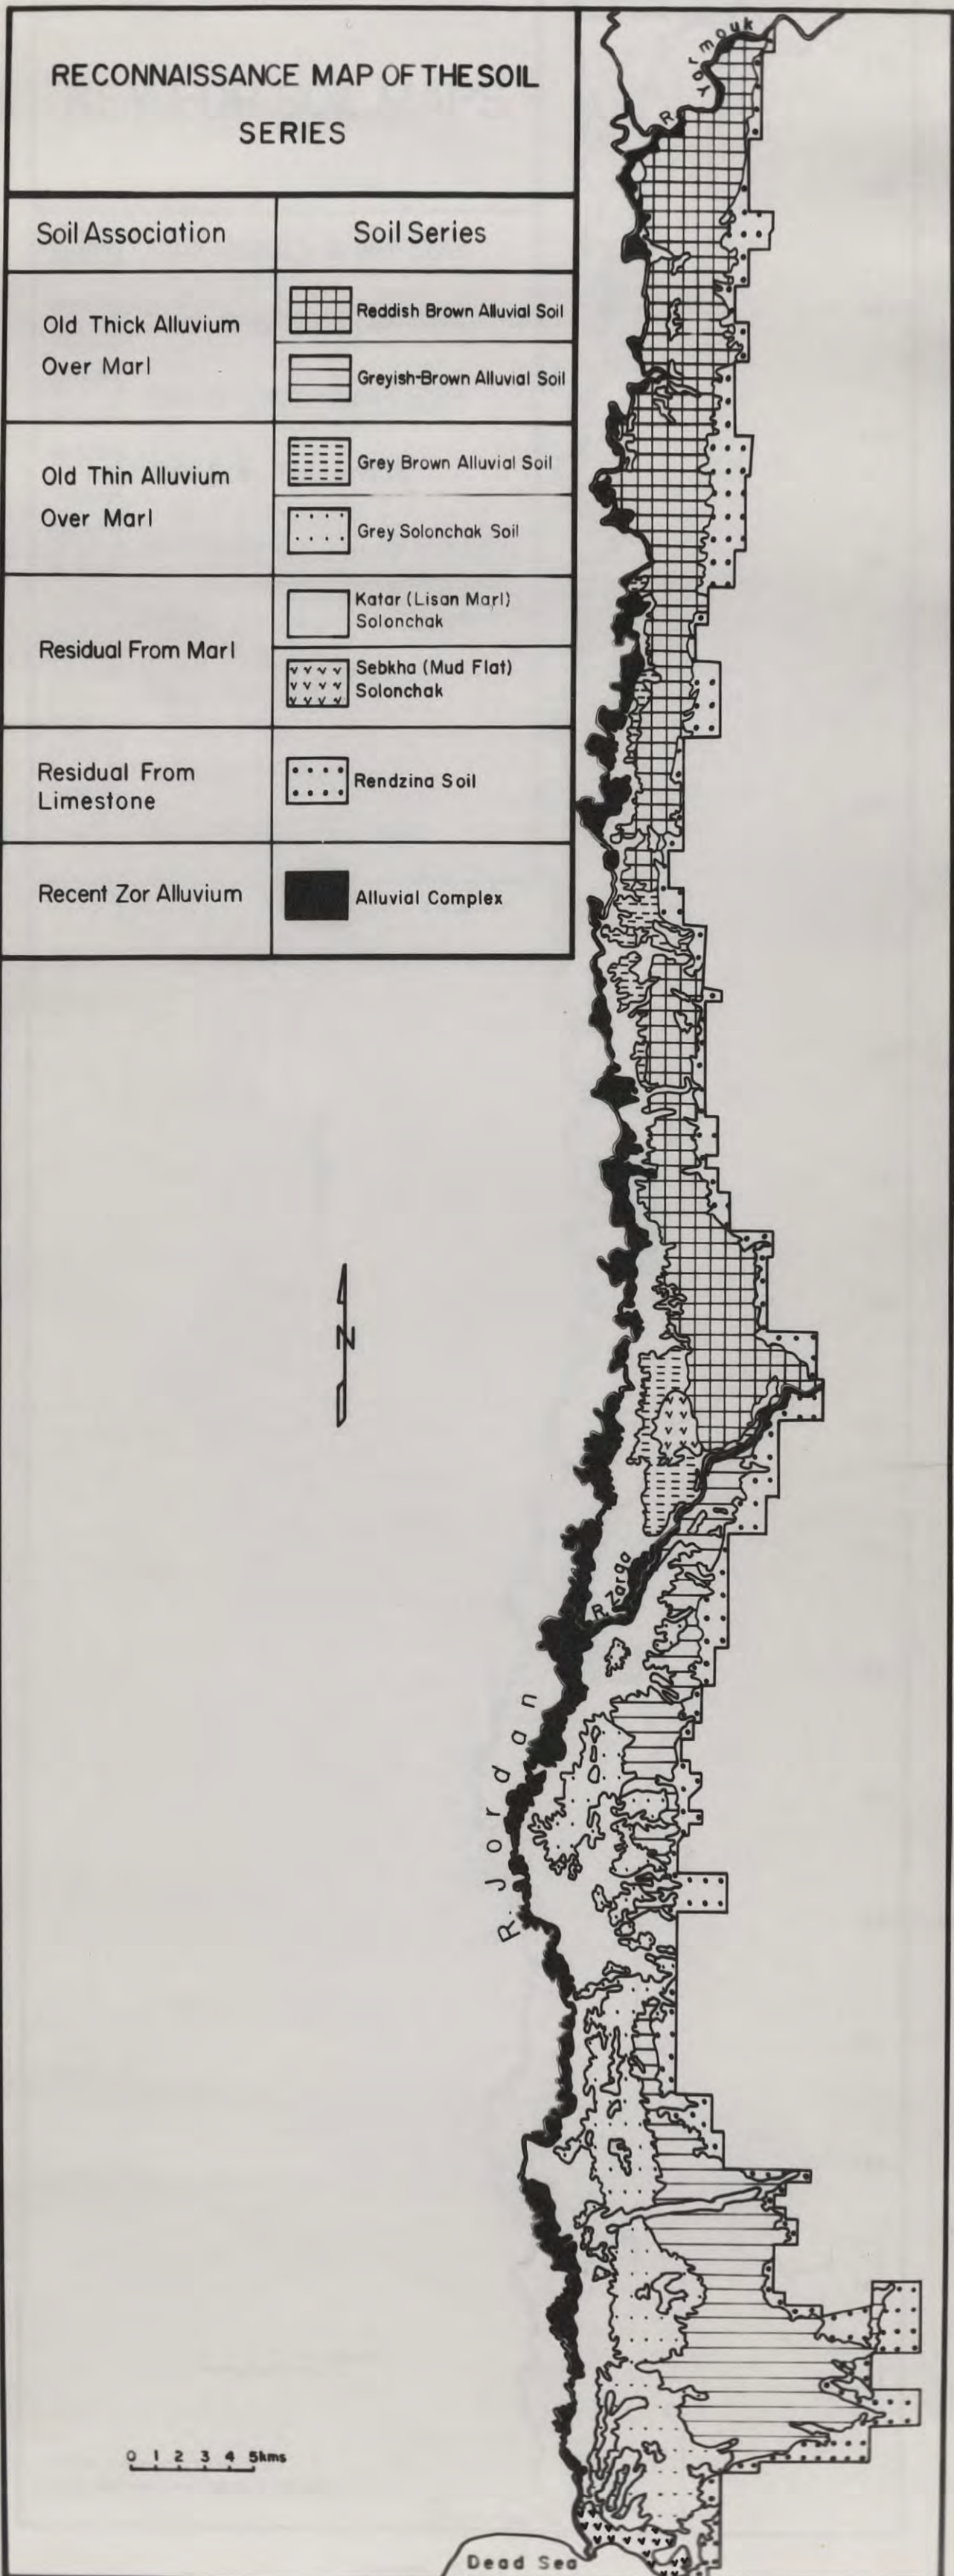 RECONNAISSANCE MAP OF THE SOIL
SERIES
Soil Association
Soil Series
Old Thick Alluvium
Over Marl
Reddish Brown Alluvial Soil
Greyish-Brown Alluvial Soil
Old Thin Alluvium
Over Marl
Grey Brown Alluvial Soil
Grey Solonchak Soil
Residual From Marl
Katar (Lisan Marl)
Solonchak
Sebkha (Mud Flat)
Solonchak
Residual From
Limestone
Rendzina Soil
Recent Zor Alluvium
Alluvial Complex
R. Yarmouk
N
R. Zarqa
R. Jordan
0 1 2 3 4 5kms
Dead Sea